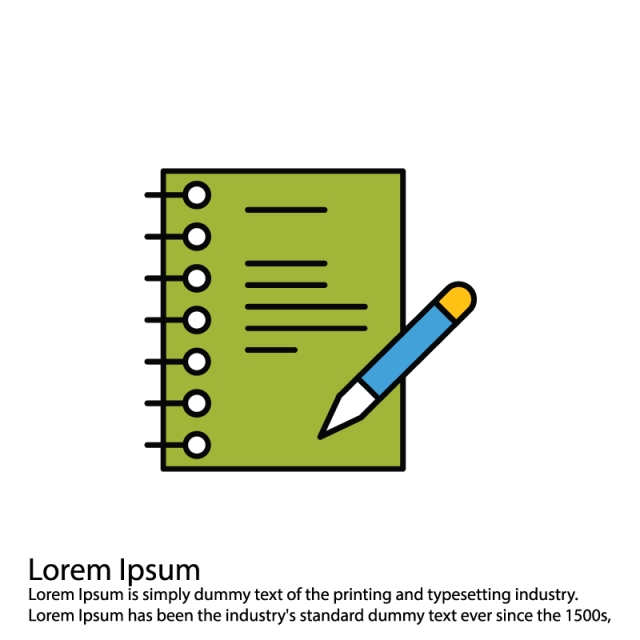 Lorem Ipsum
Lorem Ipsum is simply dummy text of the printing and typesetting industry.
Lorem Ipsum has been the industry's standard dummy text ever since the 1500s,